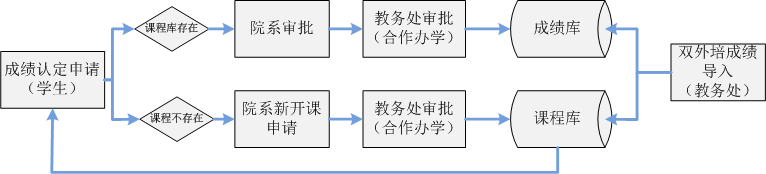 成绩认定申请
（学生）
课程库存在
院系审批
教务处审批
（合作办学）
成绩库
课程不存在
院系新开课
申请
教务处审批
（合作办学）
课程库
双外培成绩
导入
（教务处）